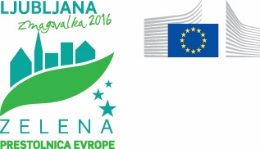 LJUBLJANA
Zmagovalka 2016
ZELENA
PRESTOLNICA EVROPE